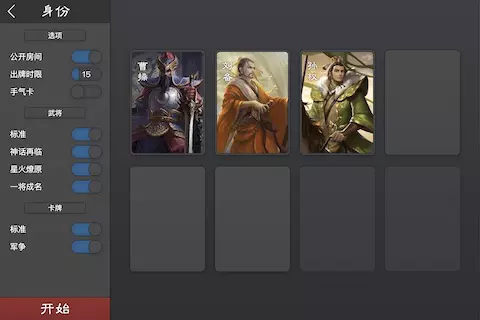 身份
选项
公开房间
出牌时限 15
手气卡
武将
标准
神话再临
星火燎原
一将成名
卡牌
标准
军争
开始
曹操
刘备
孙权